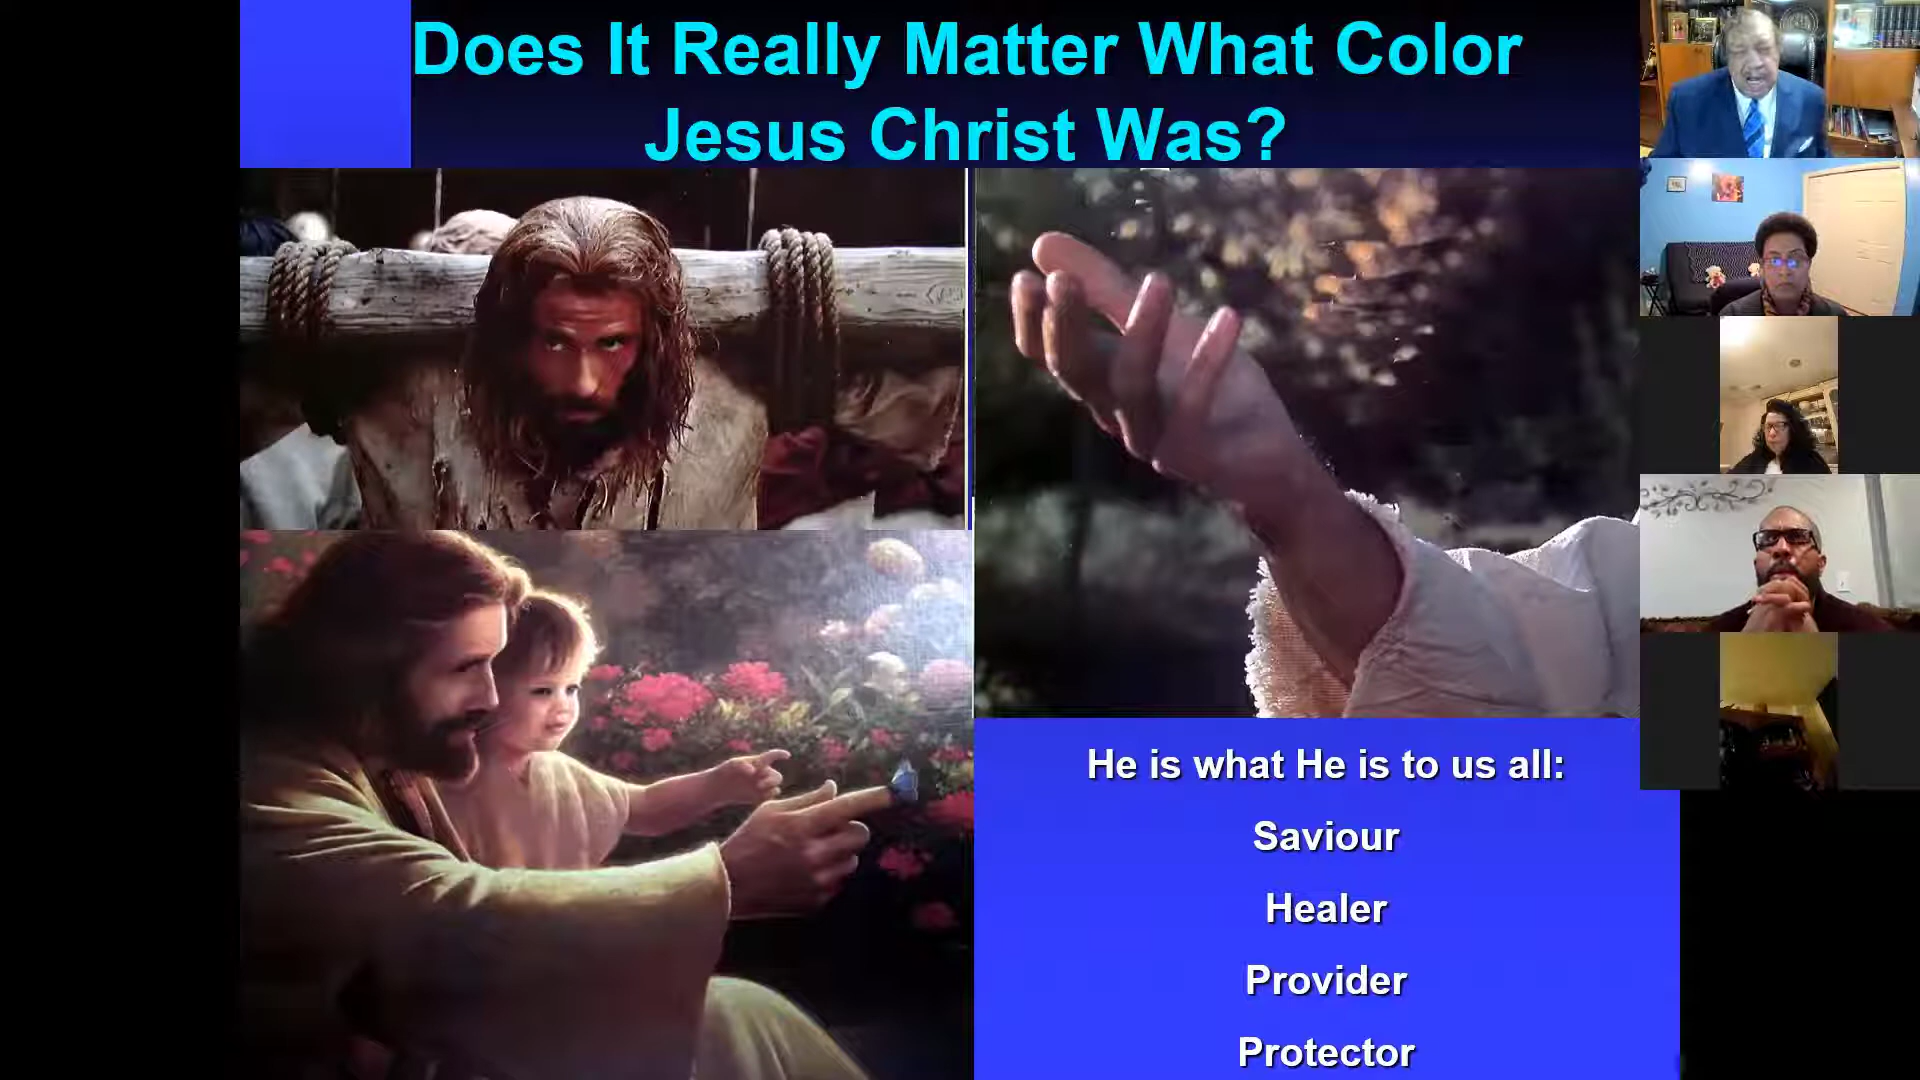 Does It Really Matter What Color
Jesus Christ Was?
He is what He is to us all:
Saviour
Healer
Provider
Protector